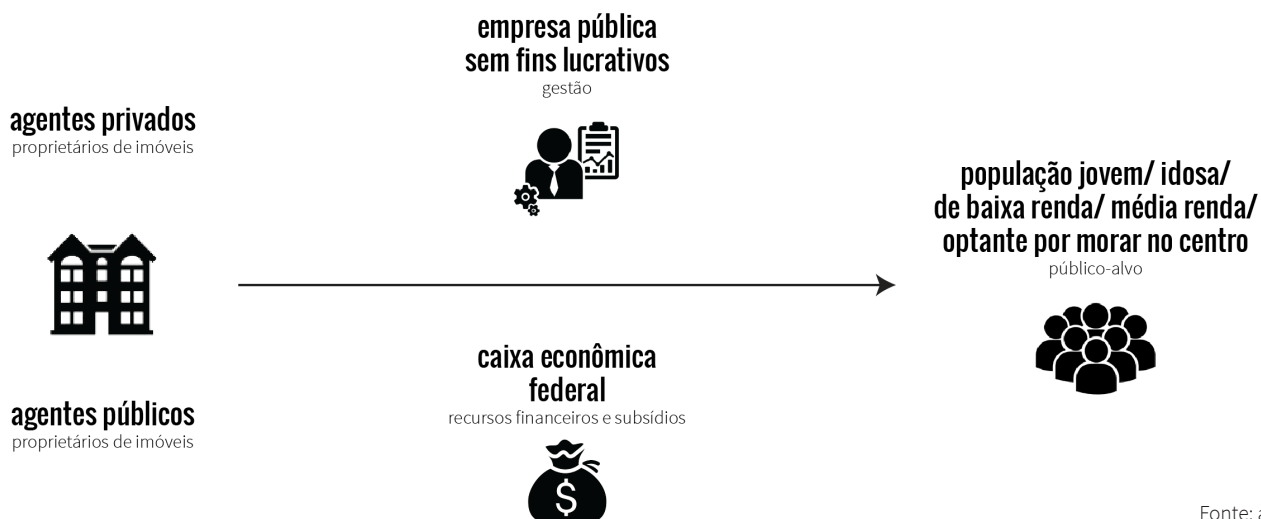 empresa pública
sem fins lucrativos
gestão
agentes privados
proprietários de imóveis
população jovem/ idosa/
de baixa renda/ média renda/
optante por morar no centro
público-alvo
caixa econômica
federal
recursos financeiros e subsídios
agentes públicos
proprietários de imóveis
$
Fonte: